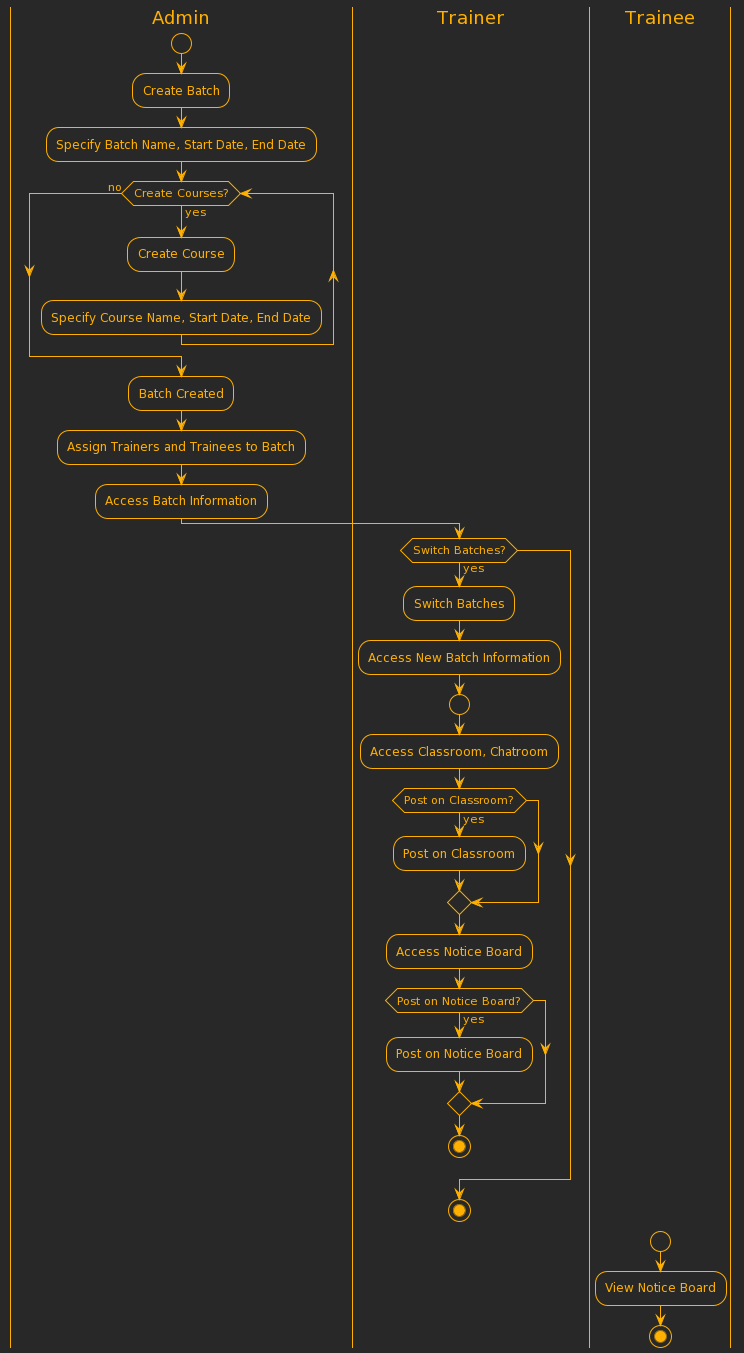 Admin
Trainer
Trainee
Create Batch
Specify Batch Name, Start Date, End Date
no
Create Courses?
yes
Create Course
Specify Course Name, Start Date, End Date
Batch Created
Assign Trainers and Trainees to Batch
Access Batch Information
Switch Batches?
yes
Switch Batches
Access New Batch Information
Access Classroom, Chatroom
Post on Classroom?
yes
Post on Classroom
Access Notice Board
Post on Notice Board?
yes
Post on Notice Board
View Notice Board